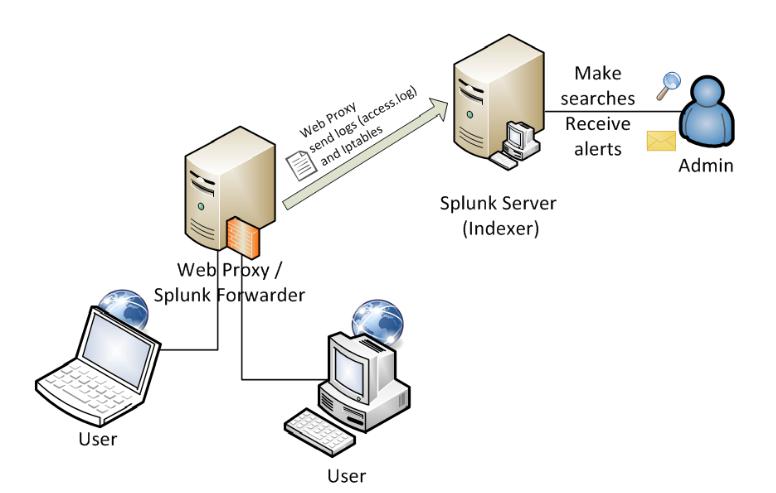 Web Proxy
send logs (access.log)
and Iptables
Make
searches
Receive
alerts
Admin
Splunk Server
(Indexer)
Web Proxy /
Splunk Forwarder
User
User